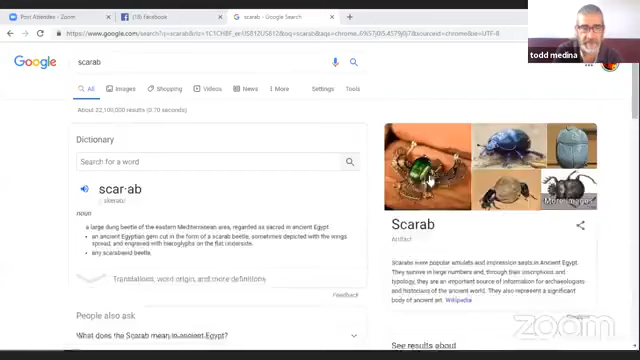 Post Attendee - Zoom
(18) Facebook
scarab - Google Search
todd medina
Google
scarab
All
Images
Shopping
Videos
News
More
Settings
Tools
About 22,100,000 results (0.70 seconds)
Dictionary
Search for a word
scar·ab
noun
a large dung beetle of the eastern Mediterranean area, regarded as sacred in ancient Egypt.
an ancient Egyptian gem cut in the form of a scarab beetle, sometimes depicted with the wings
spread, and engraved with hieroglyphs on the flat underside.
any scarabaeid beetle.
Translations, word origin, and more definitions
Feedback
People also ask
What does the Scarab mean in ancient Egypt?
More images
Scarab
Artifact
Scarabs were popular amulets and impression seals in Ancient Egypt.
They survive in large numbers and, through their inscriptions and
typology, they are an important source of information for archaeologists
and historians of the ancient world. They also represent a significant
body of ancient art. Wikipedia
See results about
zoom